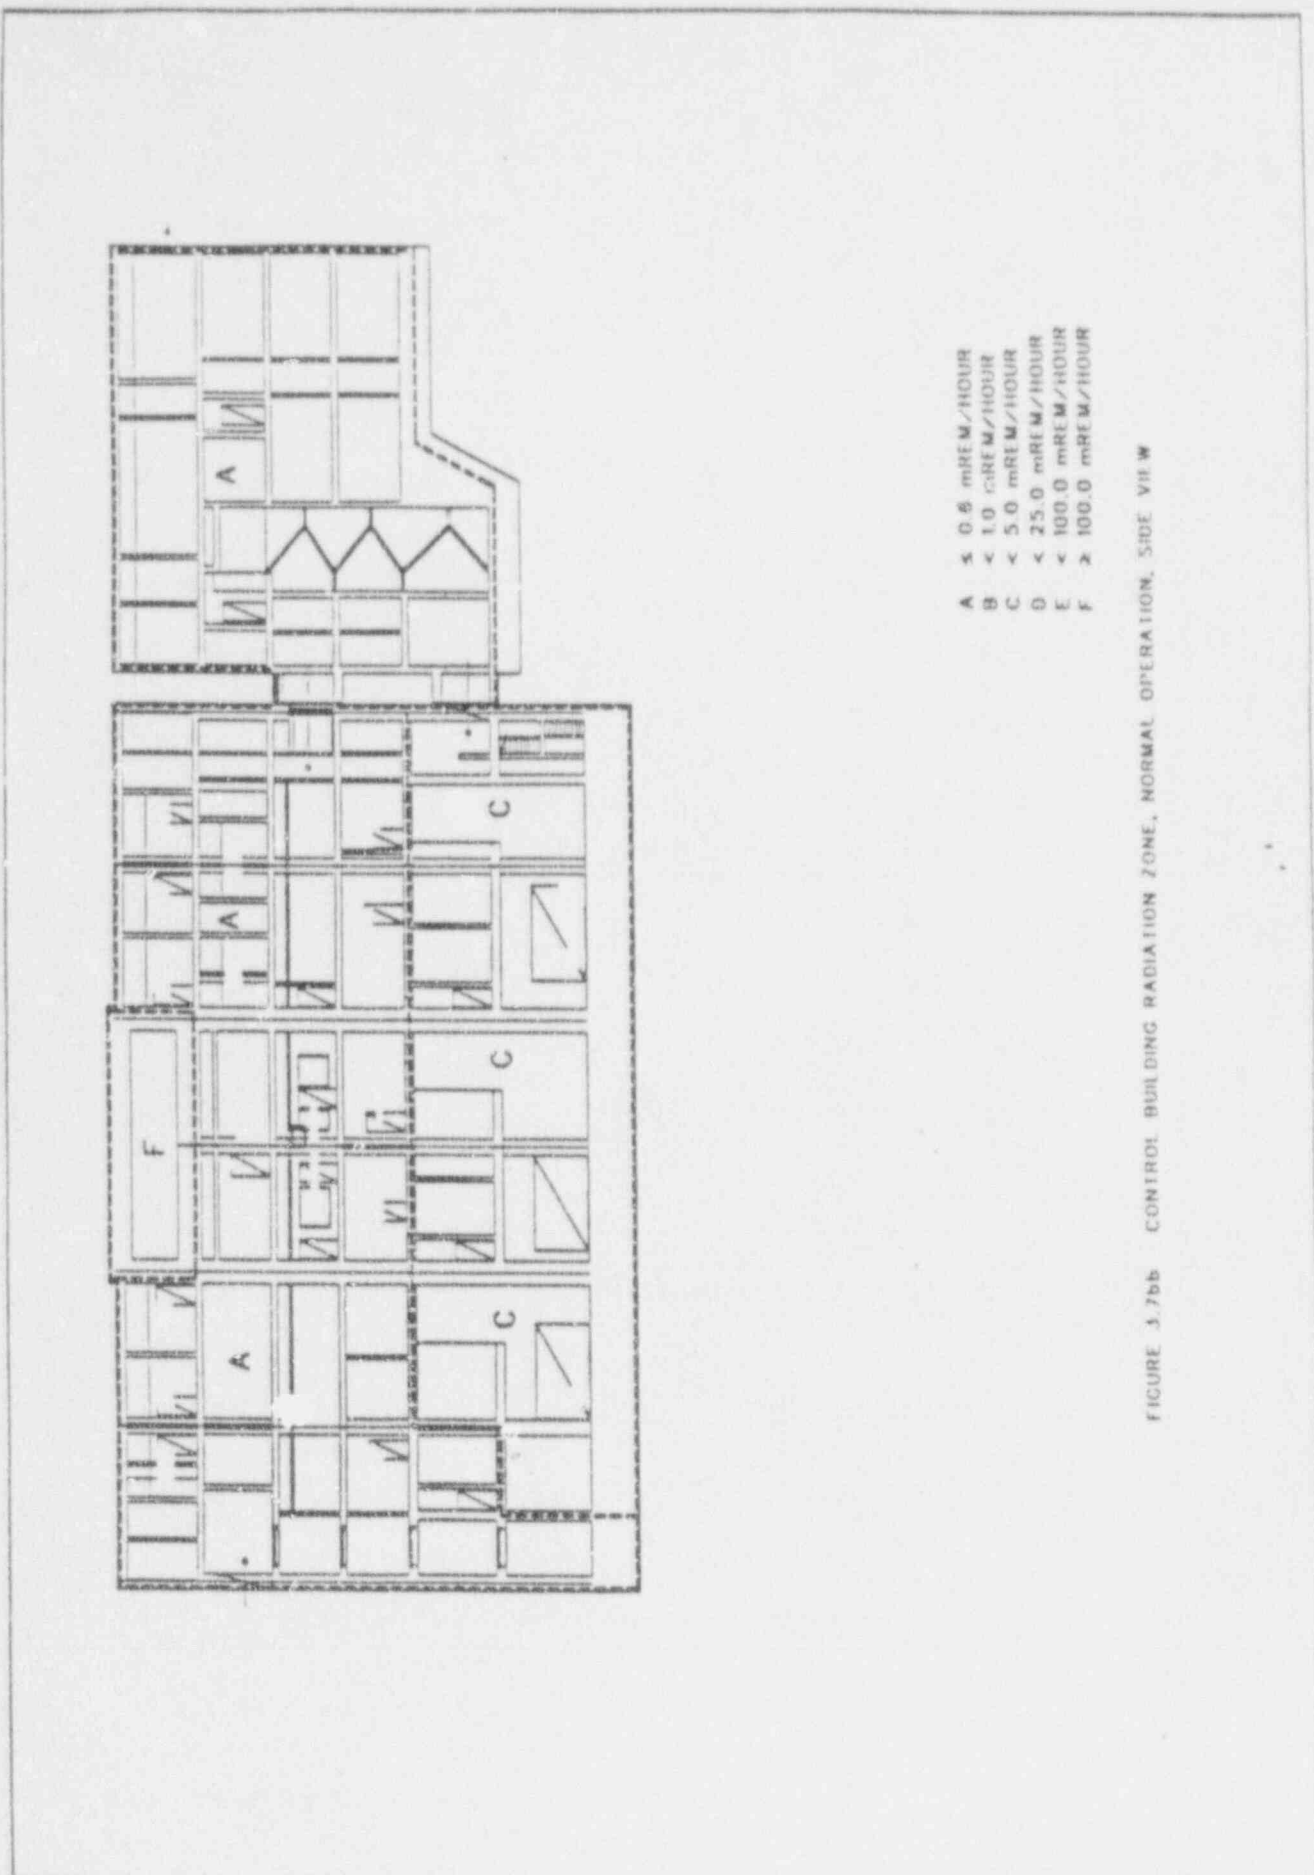 F
A
A
A
C
C
C
A ≤ 0.6 mREM/HOUR
B < 1.0 mREM/HOUR
C < 5.0 mREM/HOUR
D < 25.0 mREM/HOUR
E < 100.0 mREM/HOUR
F ≥ 100.0 mREM/HOUR
FIGURE 3.7bb CONTROL BUILDING RADIATION ZONE, NORMAL OPERATION, SIDE VIEW